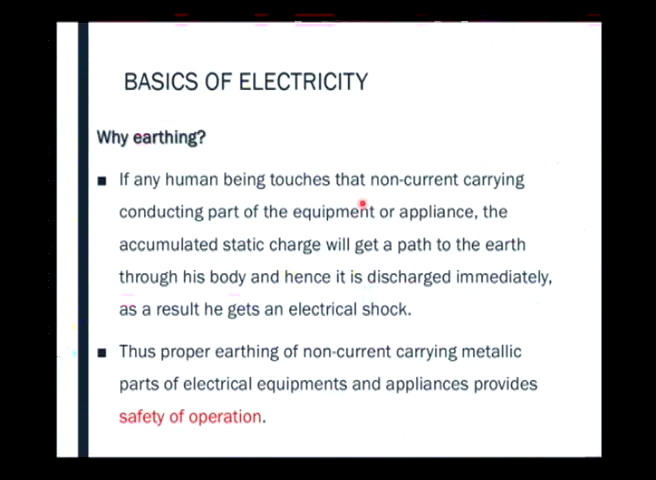 BASICS OF ELECTRICITY
Why earthing?
■ If any human being touches that non-current carrying
conducting part of the equipment or appliance, the
accumulated static charge will get a path to the earth
through his body and hence it is discharged immediately,
as a result he gets an electrical shock.
■ Thus proper earthing of non-current carrying metallic
parts of electrical equipments and appliances provides
safety of operation.